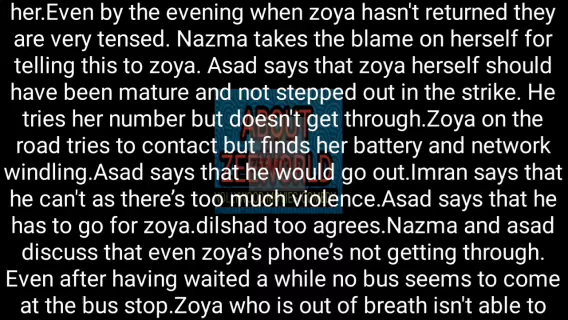 her.Even by the evening when zoya hasn't returned they
are very tensed. Nazma takes the blame on herself for
telling this to zoya. Asad says that zoya herself should
have been mature and not stepped out in the strike. He
tries her number but doesn't get through.Zoya on the
road tries to contact but finds her battery and network
windling.Asad says that he would go out.Imran says that
he can't as there’s too much violence.Asad says that he
has to go for zoya.dilshad too agrees.Nazma and asad
discuss that even zoya’s phone’s not getting through.
Even after having waited a while no bus seems to come
at the bus stop.Zoya who is out of breath isn't able to
ABOUT
ZEEWORLD